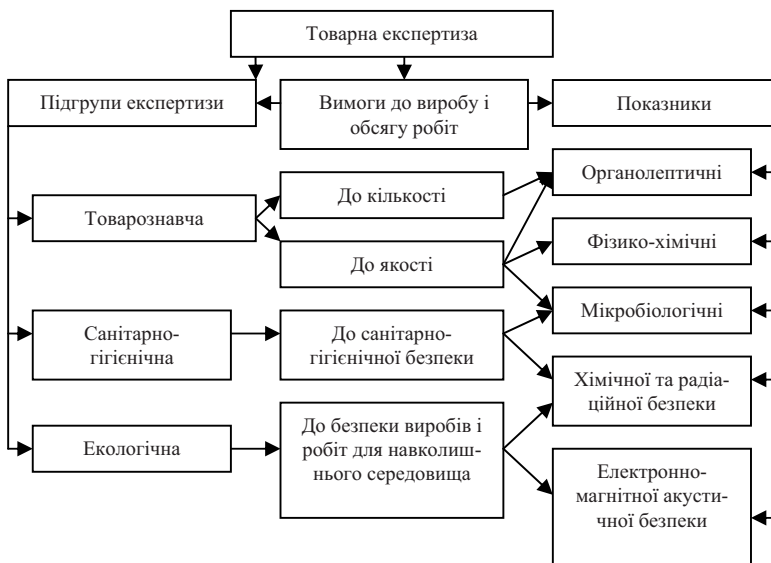 Товарна експертиза
Підгрупи експертизи
Вимоги до виробу і
обсягу робіт
Показники
Товарознавча
До кількості
До якості
Органолептичні
Фізико-хімічні
Мікробіологічні
Санітарно-
гігієнічна
До санітарно-
гігієнічної безпеки
Хімічної та радіа-
ційної безпеки
Екологічна
До безпеки виробів і
робіт для навколиш-
нього середовища
Електронно-
магнітної акусти-
чної безпеки